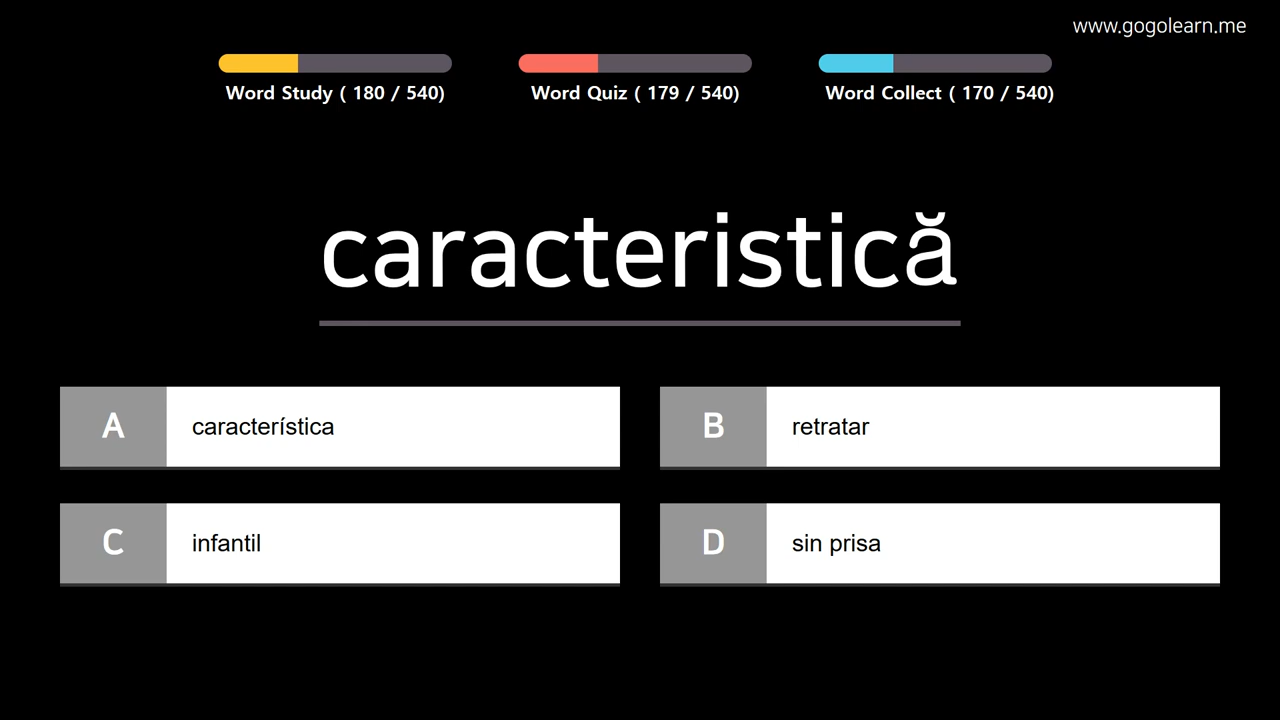 www.gogolearn.me
Word Study ( 180 / 540)
Word Quiz ( 179 / 540)
Word Collect ( 170 / 540)
caracteristică
A característica
B retratar
C infantil
D sin prisa